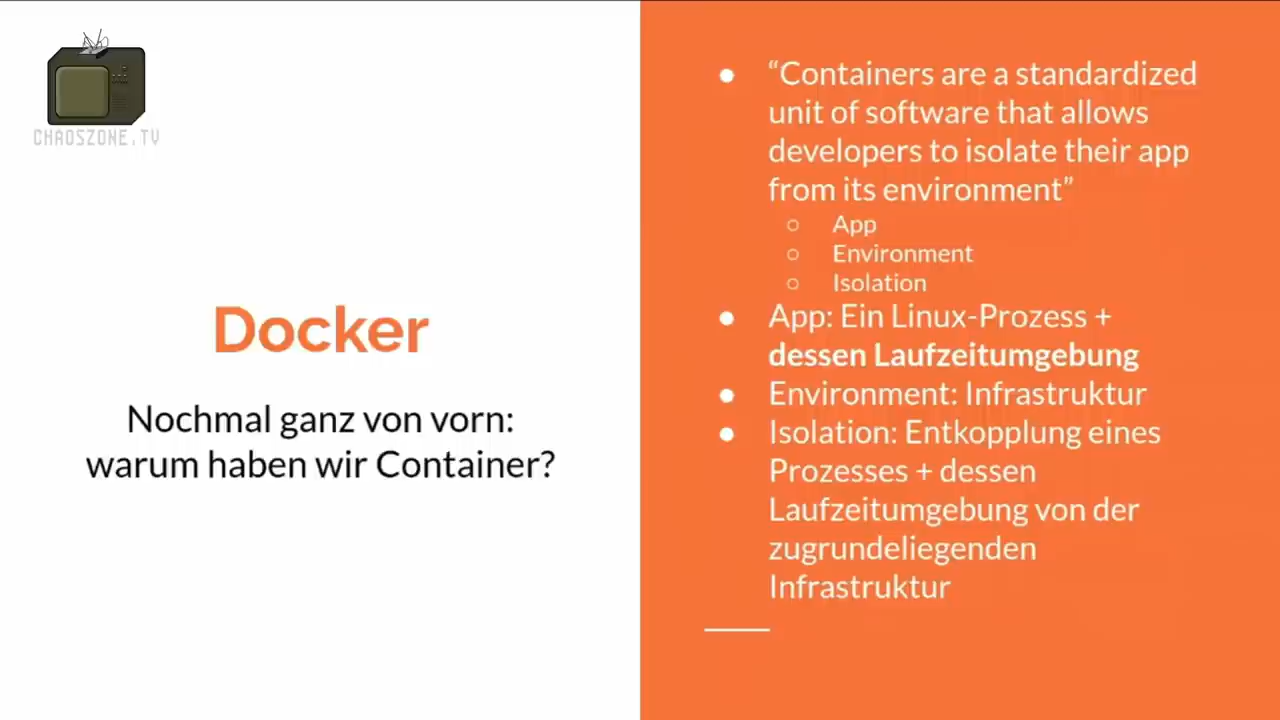 CHAOSZONE.TV
Docker
Nochmal ganz von vorn:
warum haben wir Container?
● “Containers are a standardized
unit of software that allows
developers to isolate their app
from its environment”
○ App
○ Environment
○ Isolation
● App: Ein Linux-Prozess +
dessen Laufzeitumgebung
● Environment: Infrastruktur
● Isolation: Entkopplung eines
Prozesses + dessen
Laufzeitumgebung von der
zugrundeliegenden
Infrastruktur